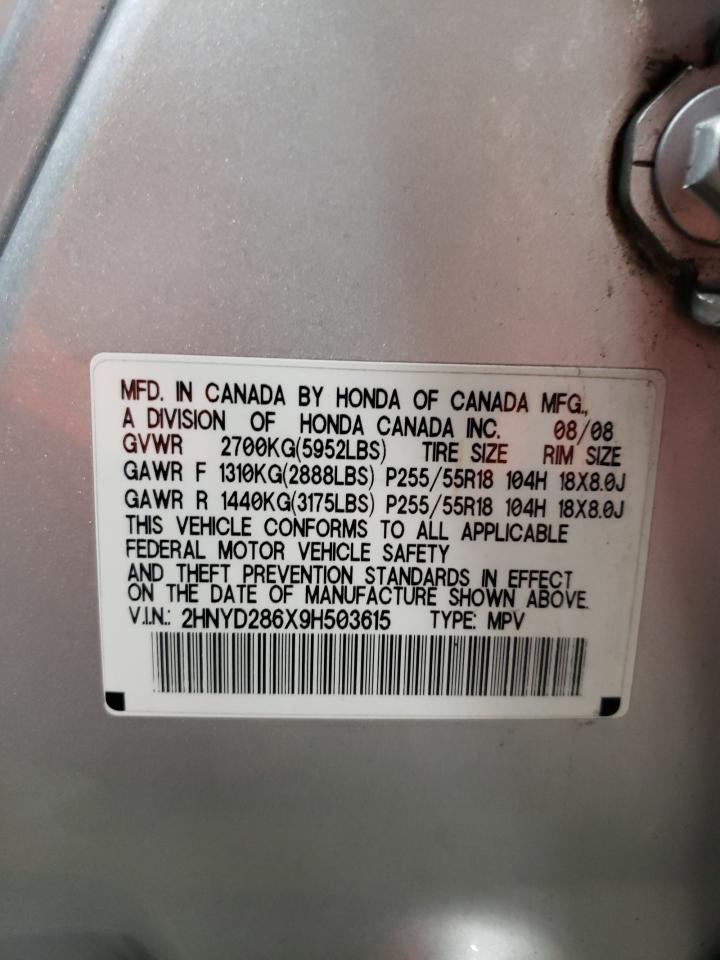 MFD. IN CANADA BY HONDA OF CANADA MFG.,
A DIVISION OF HONDA CANADA INC. 08/08
GVWR 2700KG(5952LBS) TIRE SIZE RIM SIZE
GAWR F 1310KG(2888LBS) P255/55R18 104H 18X8.0J
GAWR R 1440KG(3175LBS) P255/55R18 104H 18X8.0J
THIS VEHICLE CONFORMS TO ALL APPLICABLE
FEDERAL MOTOR VEHICLE SAFETY
AND THEFT PREVENTION STANDARDS IN EFFECT
ON THE DATE OF MANUFACTURE SHOWN ABOVE.
V.I.N.: 2HNYD286X9H503615 TYPE: MPV